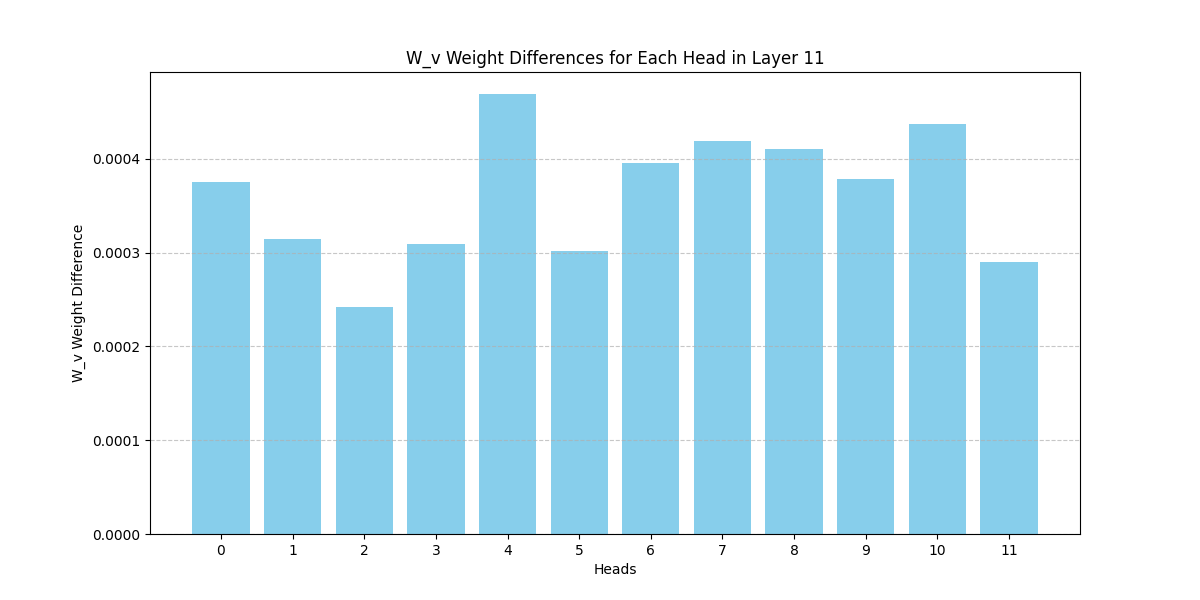 W_v Weight Differences for Each Head in Layer 11
W_v Weight Difference
0.0004
0.0003
0.0002
0.0001
0.0000
0 1 2 3 4 5 6 7 8 9 10 11
Heads